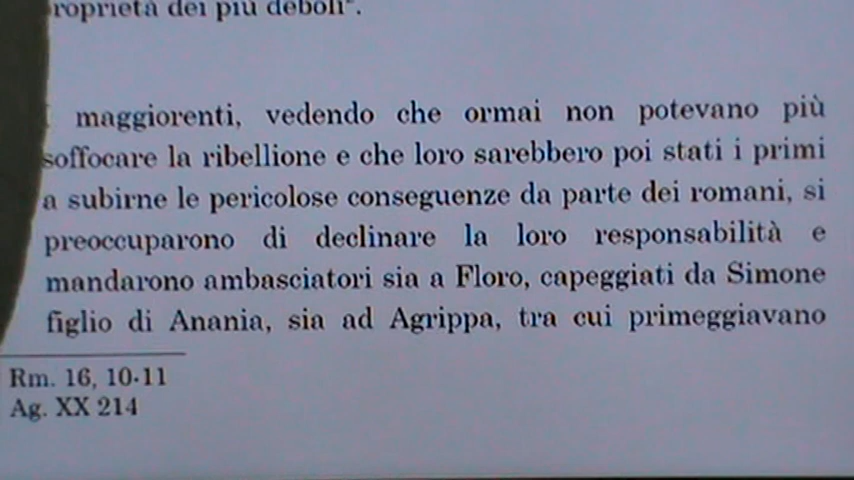 roprietà dei più deboli".
I maggiorenti, vedendo che ormai non potevano più
soffocare la ribellione e che loro sarebbero poi stati i primi
a subirne le pericolose conseguenze da parte dei romani, si
preoccuparono di declinare la loro responsabilità e
mandarono ambasciatori sia a Floro, capeggiati da Simone
figlio di Anania, sia ad Agrippa, tra cui primeggiavano
Rm. 16, 10-11
Ag. XX 214